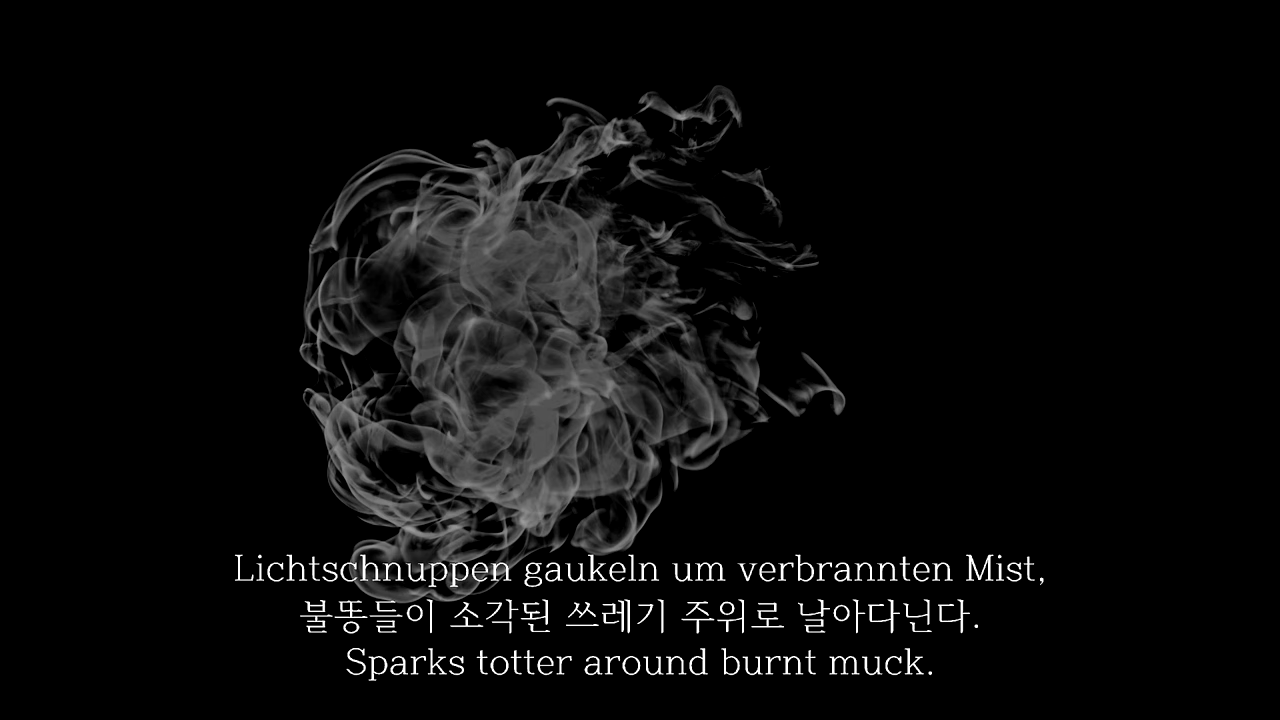 Lichtschnuppen gaukeln um verbrannten Mist,
불똥들이 소각된 쓰레기 주위로 날아다닌다.
Sparks totter around burnt muck.